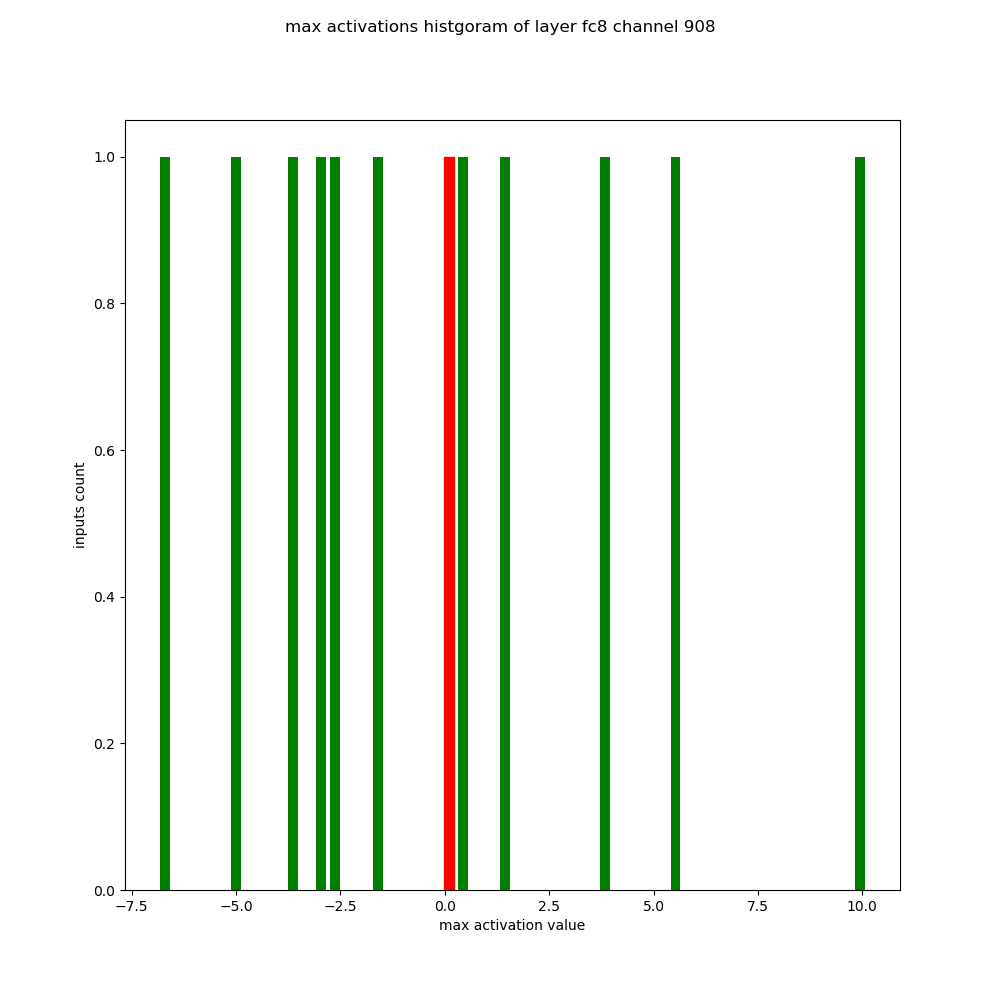 max activations histgoram of layer fc8 channel 908
1.0
0.8
0.6
0.4
0.2
0.0
inputs count
−7.5 −5.0 −2.5 0.0 2.5 5.0 7.5 10.0
max activation value